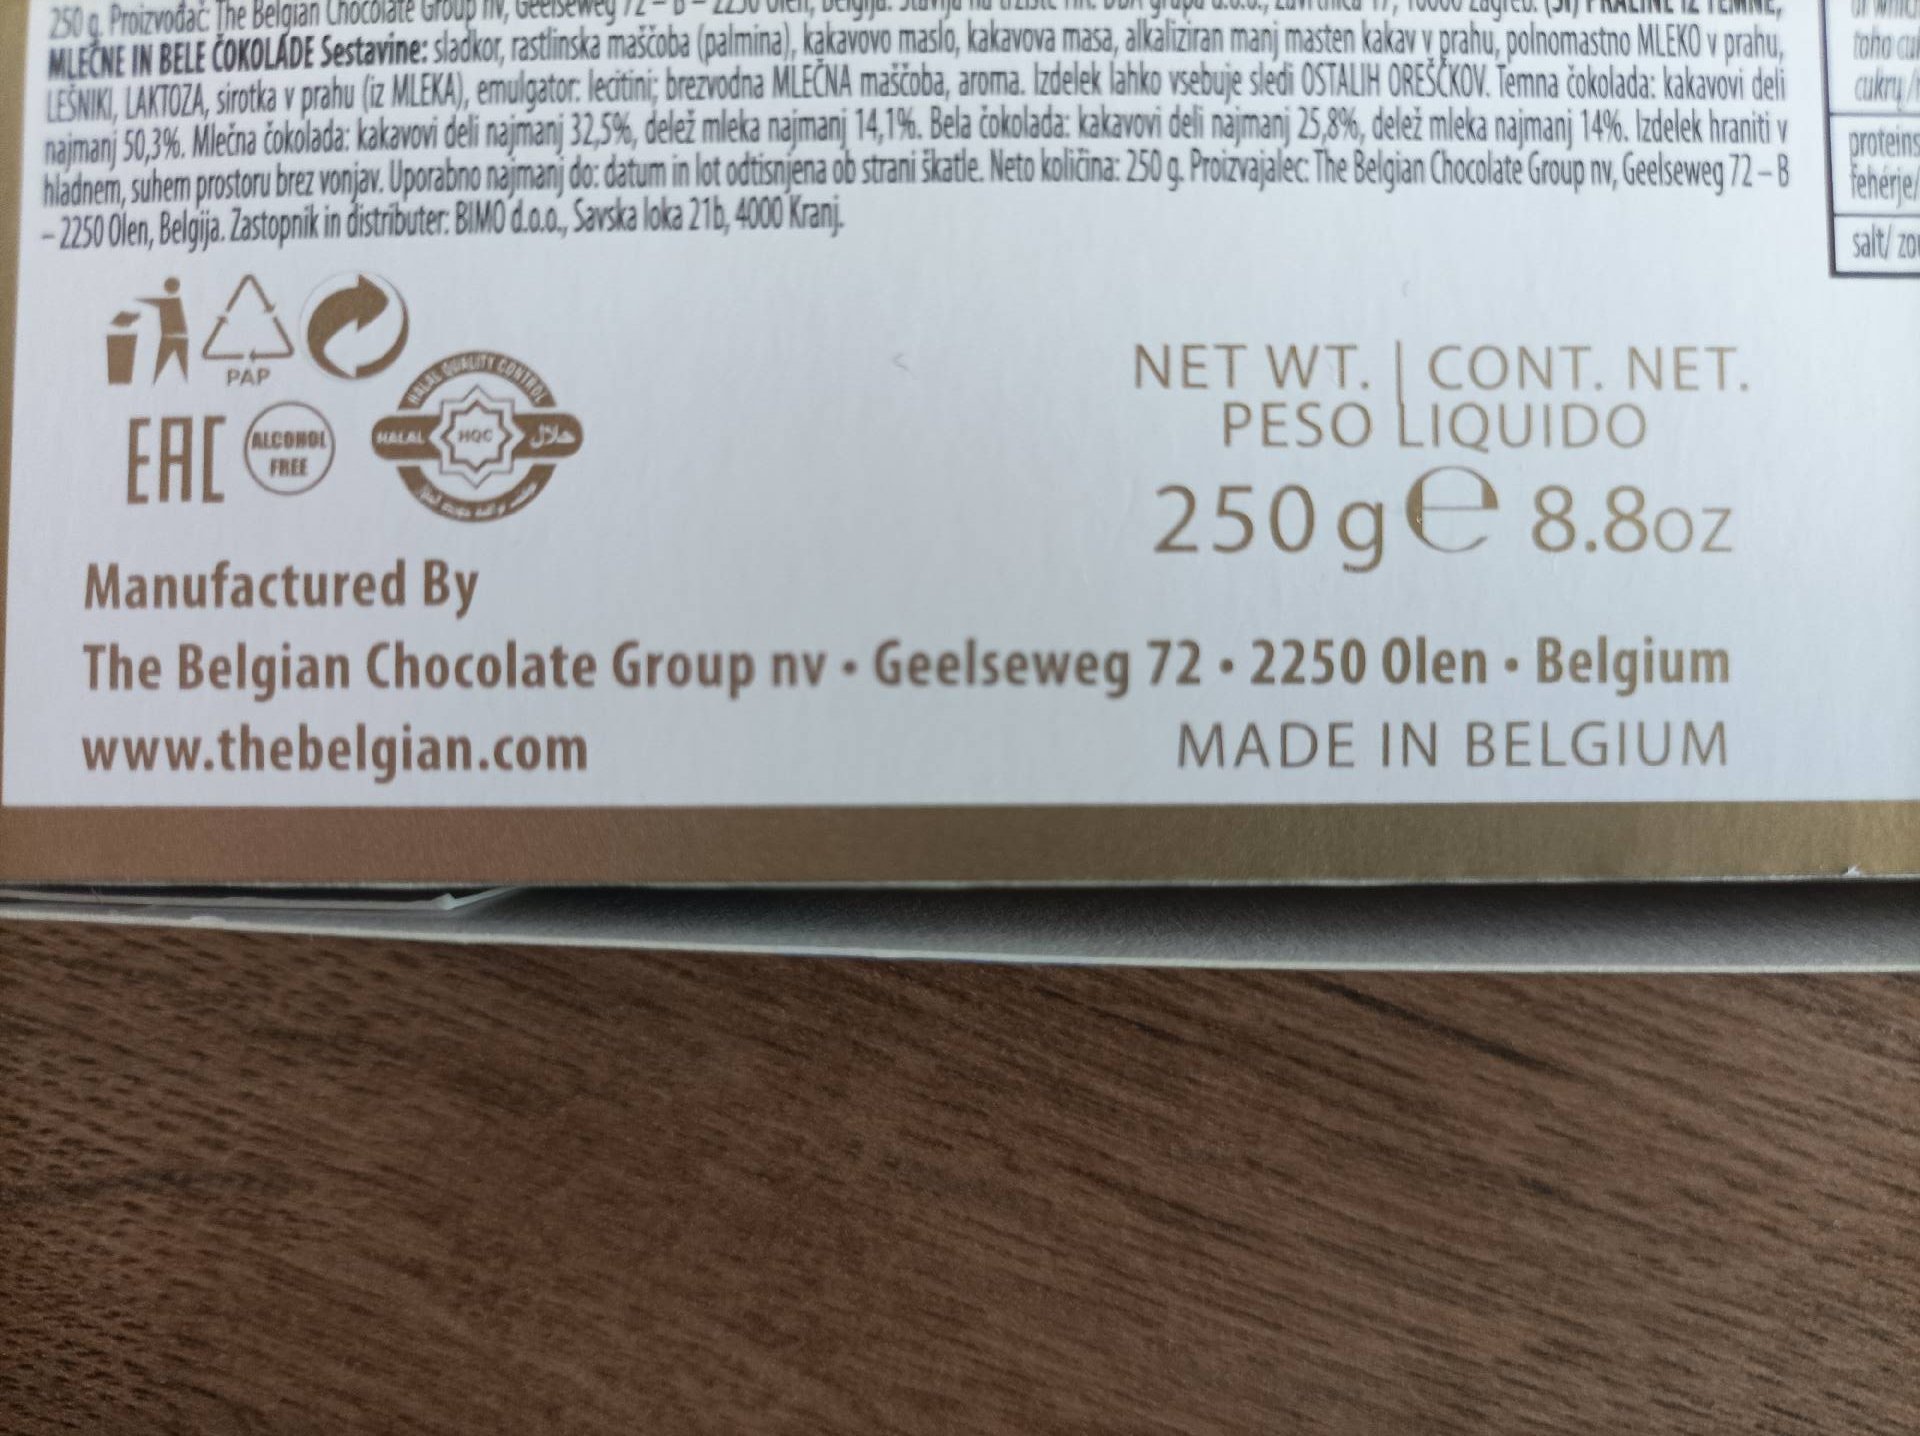 250 g. Proizvođač: The Belgian Chocolate Group nv, Geelseweg 72 – B – 2250 Olen, Belgija.
MLEČNE IN BELE ČOKOLADE Sestavine: sladkor, rastlinska maščoba (palmina), kakavovo maslo, kakavova masa, alkaliziran manj masten kakav v prahu, polnomastno MLEKO v prahu,
LEŠNIKI, LAKTOZA, sirotka v prahu (iz MLEKA), emulgator: lecitini; brezvodna MLEČNA maščoba, aroma. Izdelek lahko vsebuje sledi OSTALIH OREŠČKOV. Temna čokolada: kakavovi deli
najmanj 50,3%. Mlečna čokolada: kakavovi deli najmanj 32,5%, delež mleka najmanj 14,1%. Bela čokolada: kakavovi deli najmanj 25,8%, delež mleka najmanj 14%. Izdelek hraniti v
hladnem, suhem prostoru brez vonjav. Uporabno najmanj do: datum in lot odtisnjena ob strani škatle. Neto količina: 250 g. Proizvajalec: The Belgian Chocolate Group nv, Geelseweg 72 – B
– 2250 Olen, Belgija. Zastopnik in distributer: BIMO d.o.o., Savska loka 21b, 4000 Kranj.
proteins
fehérje/
salt/
PAP
EAC
ALCOHOL
FREE
HALAL QUALITY CONTROL
HALAL HQC حلال
NET WT. | CONT. NET.
PESO LIQUIDO
250 g e 8.8oz
Manufactured By
The Belgian Chocolate Group nv • Geelseweg 72 • 2250 Olen • Belgium
www.thebelgian.com
MADE IN BELGIUM